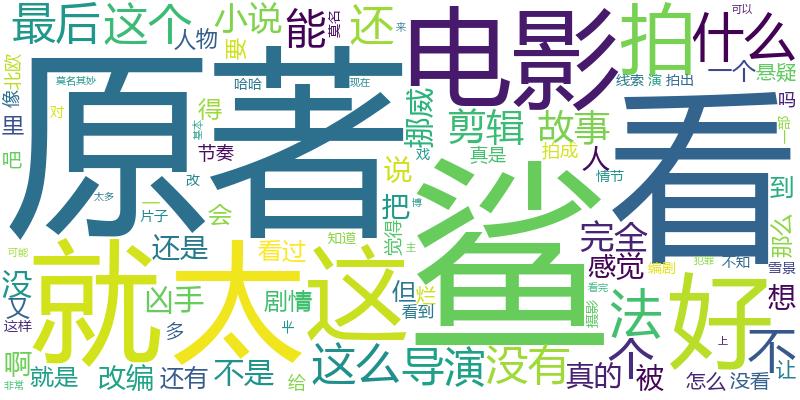 最后 这个 小说 能 还 电影 拍 什么
人物 要 莫名 来 可以
北欧 莫名其妙 哈哈 现在 线索 演 拍出 一个 悬疑
原著 看
像 对 得 挪威 剪辑 故事 吗
里 基本 戏 真是 拍成 人 一
吧 节奏 说 情节 到
改 太多 鲨
一 片子 会 把 博 完全 那么
还是 看过 知道 觉得 主 感觉 编剧 犯罪 不知 雪景
可能 就 太 这 好
没 凶手 剧情 但 烂 看到 看完 摄影 法 想
又 多 半 上 不
这样 这么 导演 没有 个
啊 就是 改编 还有 不是 给 真的 被 怎么 没看 让
非常